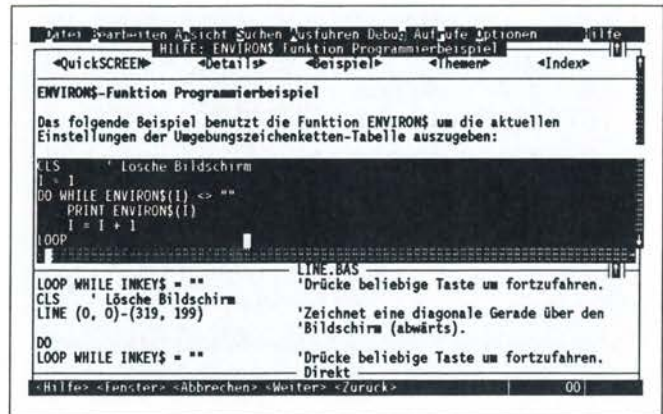 Datei Bearbeiten Ansicht Suchen Ausführen Debug Aufrufe Optionen Hilfe
HILFE: ENVIRON$ Funktion Programmierbeispiel
◄QuickSCREEN► ◄Details► ◄Beispiel► ◄Themen► ◄Index►
ENVIRON$-Funktion Programmierbeispiel
Das folgende Beispiel benutzt die Funktion ENVIRON$ um die aktuellen
Einstellungen der Umgebungszeichenketten-Tabelle auszugeben:
CLS ' Lösche Bildschirm
I = 1
DO WHILE ENVIRON$(I) <> ""
PRINT ENVIRON$(I)
I = I + 1
LOOP
LINE.BAS
LOOP WHILE INKEY$ = "" 'Drücke beliebige Taste um fortzufahren.
CLS ' Lösche Bildschirm
LINE (0, 0)-(319, 199) 'Zeichnet eine diagonale Gerade über den
'Bildschirm (abwärts).
DO
LOOP WHILE INKEY$ = "" 'Drücke beliebige Taste um fortzufahren.
Direkt
<Hilfe> <Fenster> <Abbrechen> <Weiter> <Zurück> 00